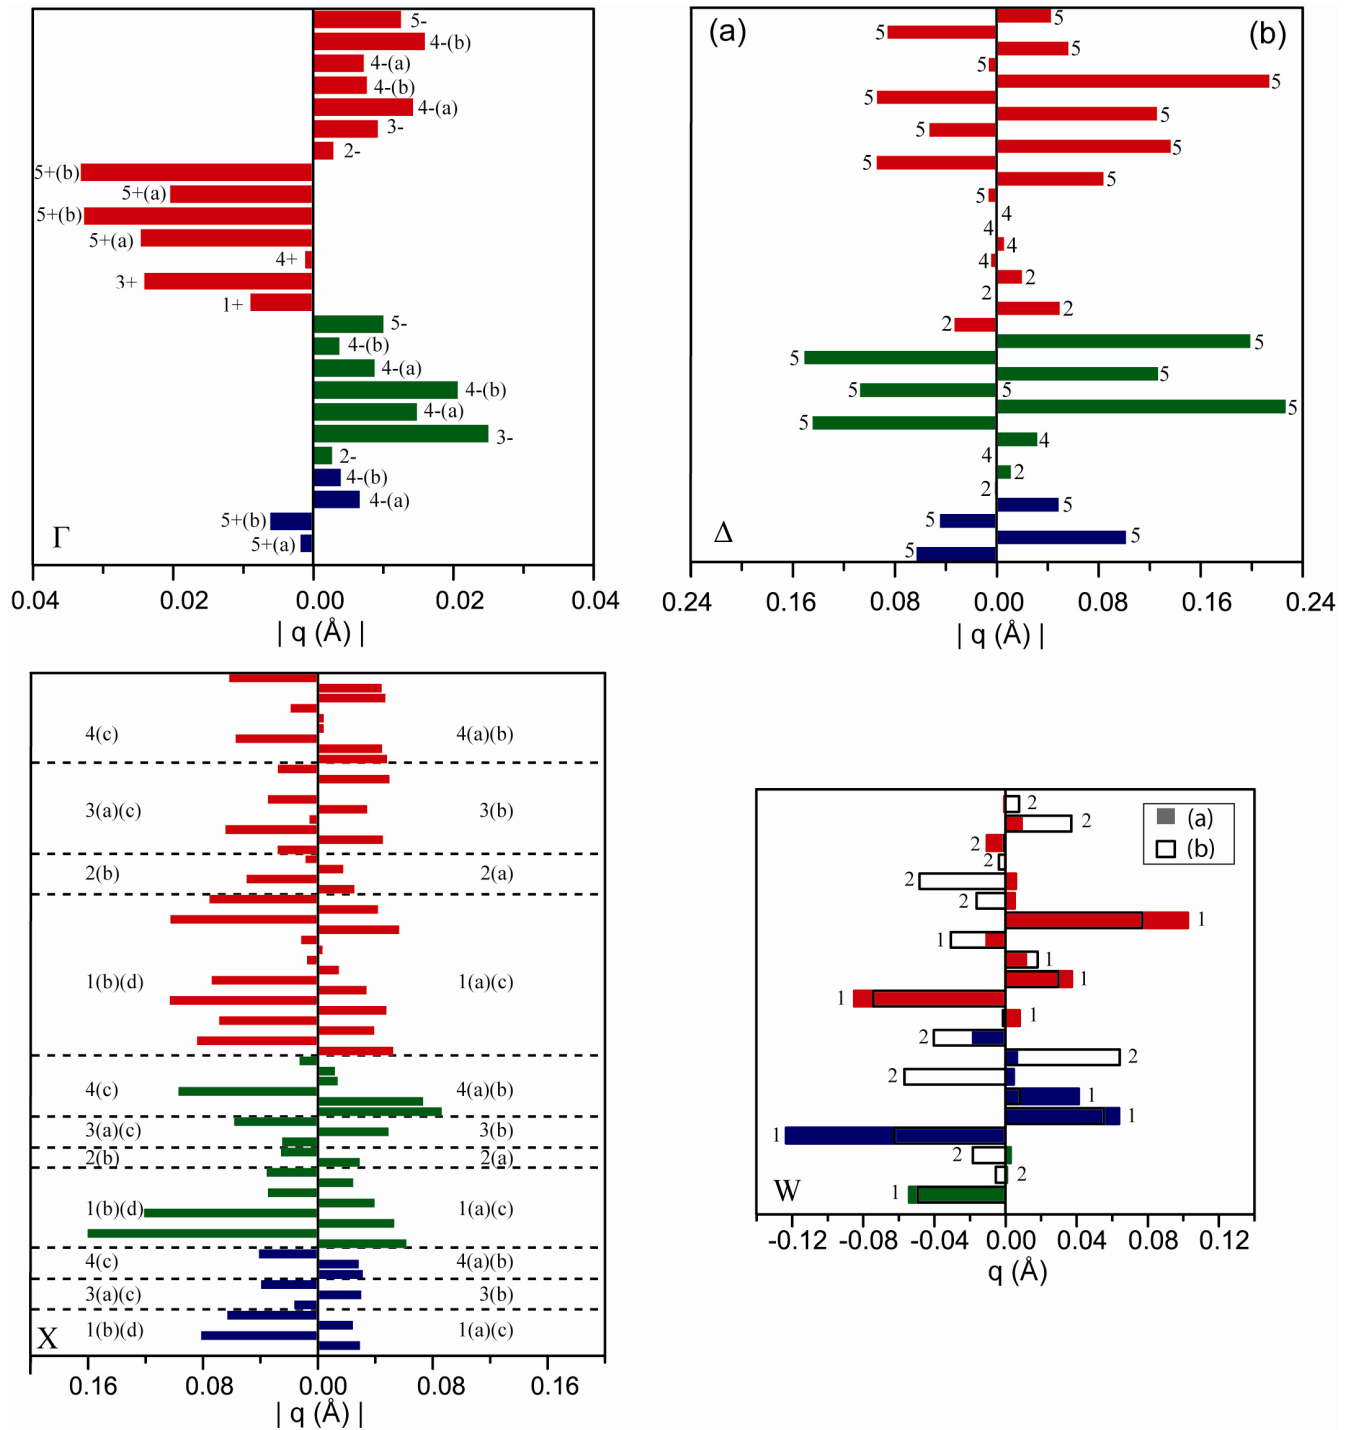 5-
4-(b)
4-(a)
4-(b)
4-(a)
3-
2-
5+(b)
5+(a)
5+(b)
5+(a)
4+
3+
1+
5-
4-(b)
4-(a)
4-(b)
4-(a)
3-
2-
4-(b)
4-(a)
5+(b)
5+(a)
Γ
0.04 0.02 0.00 0.02 0.04
| q (Å) |
(a) (b)
5
5
5
5
5
5
5
5
5
5
5
5
4
4
4
4
2
2
2
2
5
5
5
5 5
5
5
4
4
2
2
5
5
5
5
Δ
0.24 0.16 0.08 0.00 0.08 0.16 0.24
| q (Å) |
4(c) 4(a)(b)
3(a)(c) 3(b)
2(b) 2(a)
1(b)(d) 1(a)(c)
4(c) 4(a)(b)
3(a)(c) 3(b)
2(b) 2(a)
1(b)(d) 1(a)(c)
4(c) 4(a)(b)
3(a)(c) 3(b)
1(b)(d) 1(a)(c)
X
0.16 0.08 0.00 0.08 0.16
| q (Å) |
(a)
(b)
2
2
2
2
2
2
1
1
1
1
1
1
2
2
2
1
1
1
2
2
1
W
-0.12 -0.08 -0.04 0.00 0.04 0.08 0.12
q (Å)